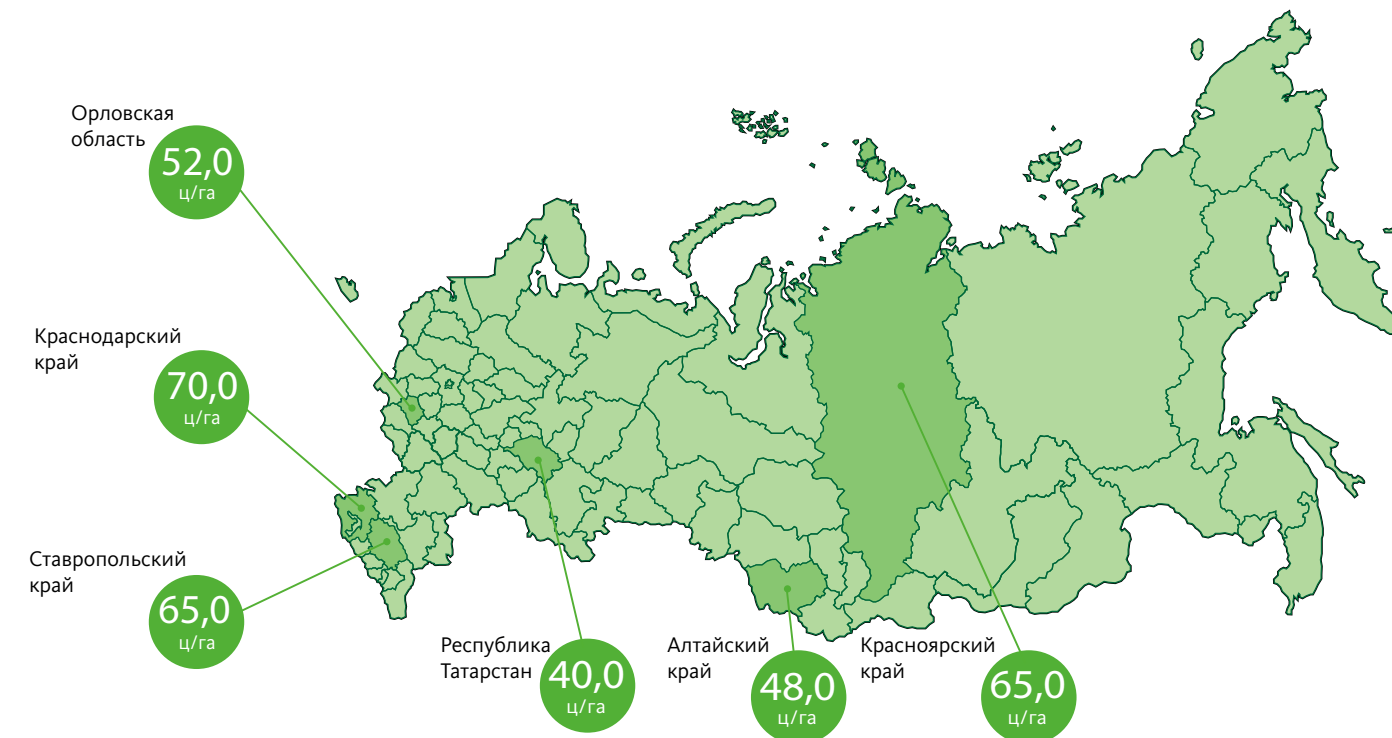 Орловская
область
52,0
ц/га
Краснодарский
край
70,0
ц/га
Ставропольский
край
65,0
ц/га
Республика
Татарстан
40,0
ц/га
Алтайский
край
48,0
ц/га
Красноярский
край
65,0
ц/га